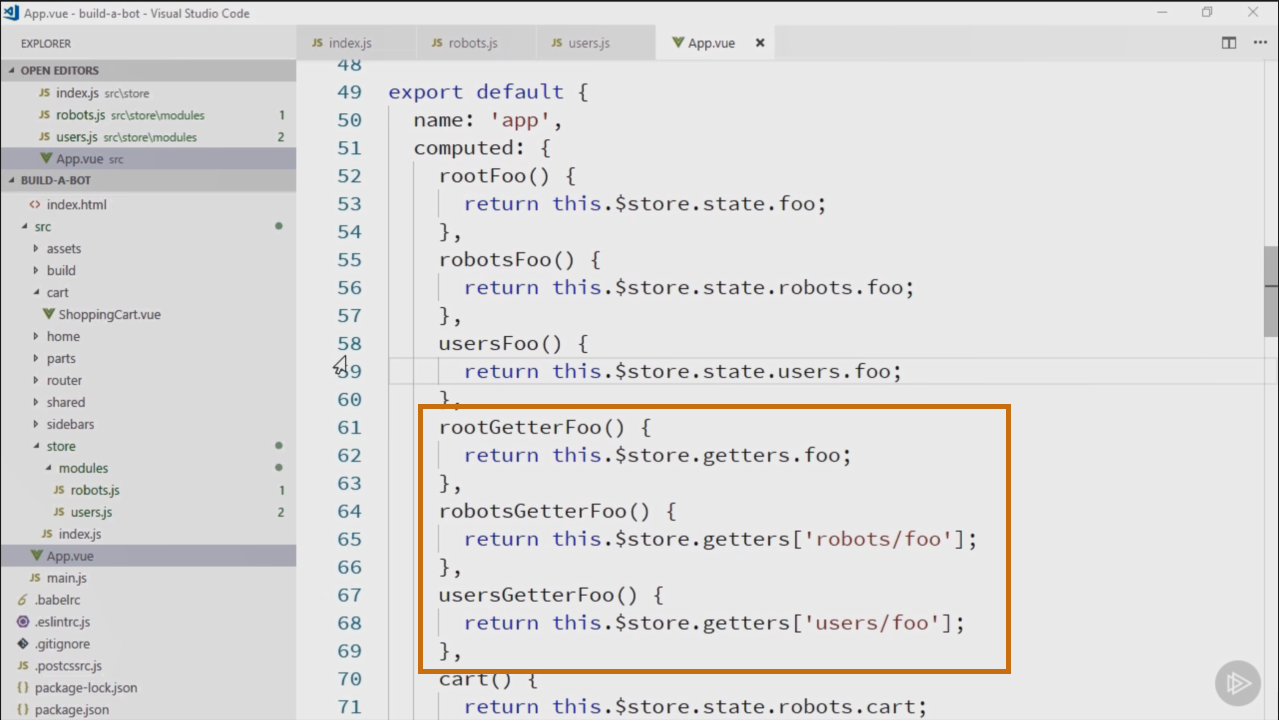 App.vue - build-a-bot - Visual Studio Code
EXPLORER
JS index.js
JS robots.js
JS users.js
App.vue ×
OPEN EDITORS
JS index.js src\store
JS robots.js src\store\modules 1
JS users.js src\store\modules 2
App.vue src
BUILD-A-BOT
<> index.html
src
assets
build
cart
ShoppingCart.vue
home
parts
router
shared
sidebars
store
modules
JS robots.js 1
JS users.js 2
JS index.js
App.vue
JS main.js
.babelrc
.eslintrc.js
.gitignore
JS .postcssrc.js
{} package-lock.json
{} package.json
48
49 export default {
50 name: 'app',
51 computed: {
52 rootFoo() {
53 return this.$store.state.foo;
54 },
55 robotsFoo() {
56 return this.$store.state.robots.foo;
57 },
58 usersFoo() {
59 return this.$store.state.users.foo;
60 },
61 rootGetterFoo() {
62 return this.$store.getters.foo;
63 },
64 robotsGetterFoo() {
65 return this.$store.getters['robots/foo'];
66 },
67 usersGetterFoo() {
68 return this.$store.getters['users/foo'];
69 },
70 cart() {
71 return this.$store.state.robots.cart;